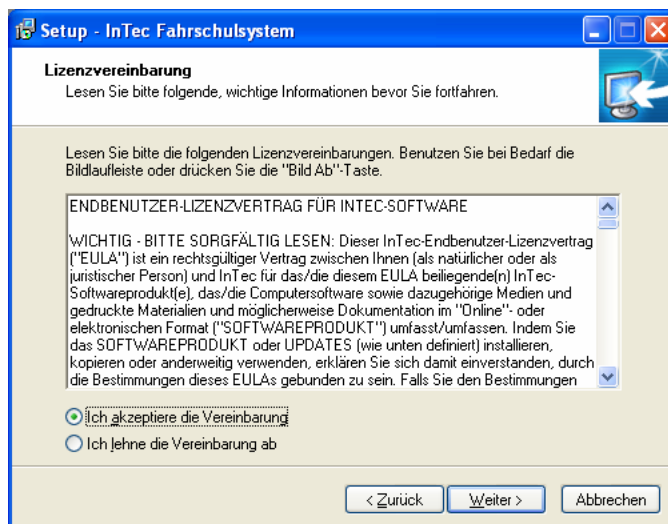 Setup - InTec Fahrschulsystem
Lizenzvereinbarung
Lesen Sie bitte folgende, wichtige Informationen bevor Sie fortfahren.
Lesen Sie bitte die folgenden Lizenzvereinbarungen. Benutzen Sie bei Bedarf die
Bildlaufleiste oder drücken Sie die "Bild Ab"-Taste.
ENDBENUTZER-LIZENZVERTRAG FÜR INTEC-SOFTWARE
WICHTIG - BITTE SORGFÄLTIG LESEN: Dieser InTec-Endbenutzer-Lizenzvertrag
("EULA") ist ein rechtsgültiger Vertrag zwischen Ihnen (als natürlicher oder als
juristischer Person) und InTec für das/die diesem EULA beiliegende(n) InTec-
Softwareprodukt(e), das/die Computersoftware sowie dazugehörige Medien und
gedruckte Materialien und möglicherweise Dokumentation im "Online"- oder
elektronischen Format ("SOFTWAREPRODUKT") umfasst/umfassen. Indem Sie
das SOFTWAREPRODUKT oder UPDATES (wie unten definiert) installieren,
kopieren oder anderweitig verwenden, erklären Sie sich damit einverstanden, durch
die Bestimmungen dieses EULAs gebunden zu sein. Falls Sie den Bestimmungen
Ich akzeptiere die Vereinbarung
Ich lehne die Vereinbarung ab
< Zurück
Weiter >
Abbrechen